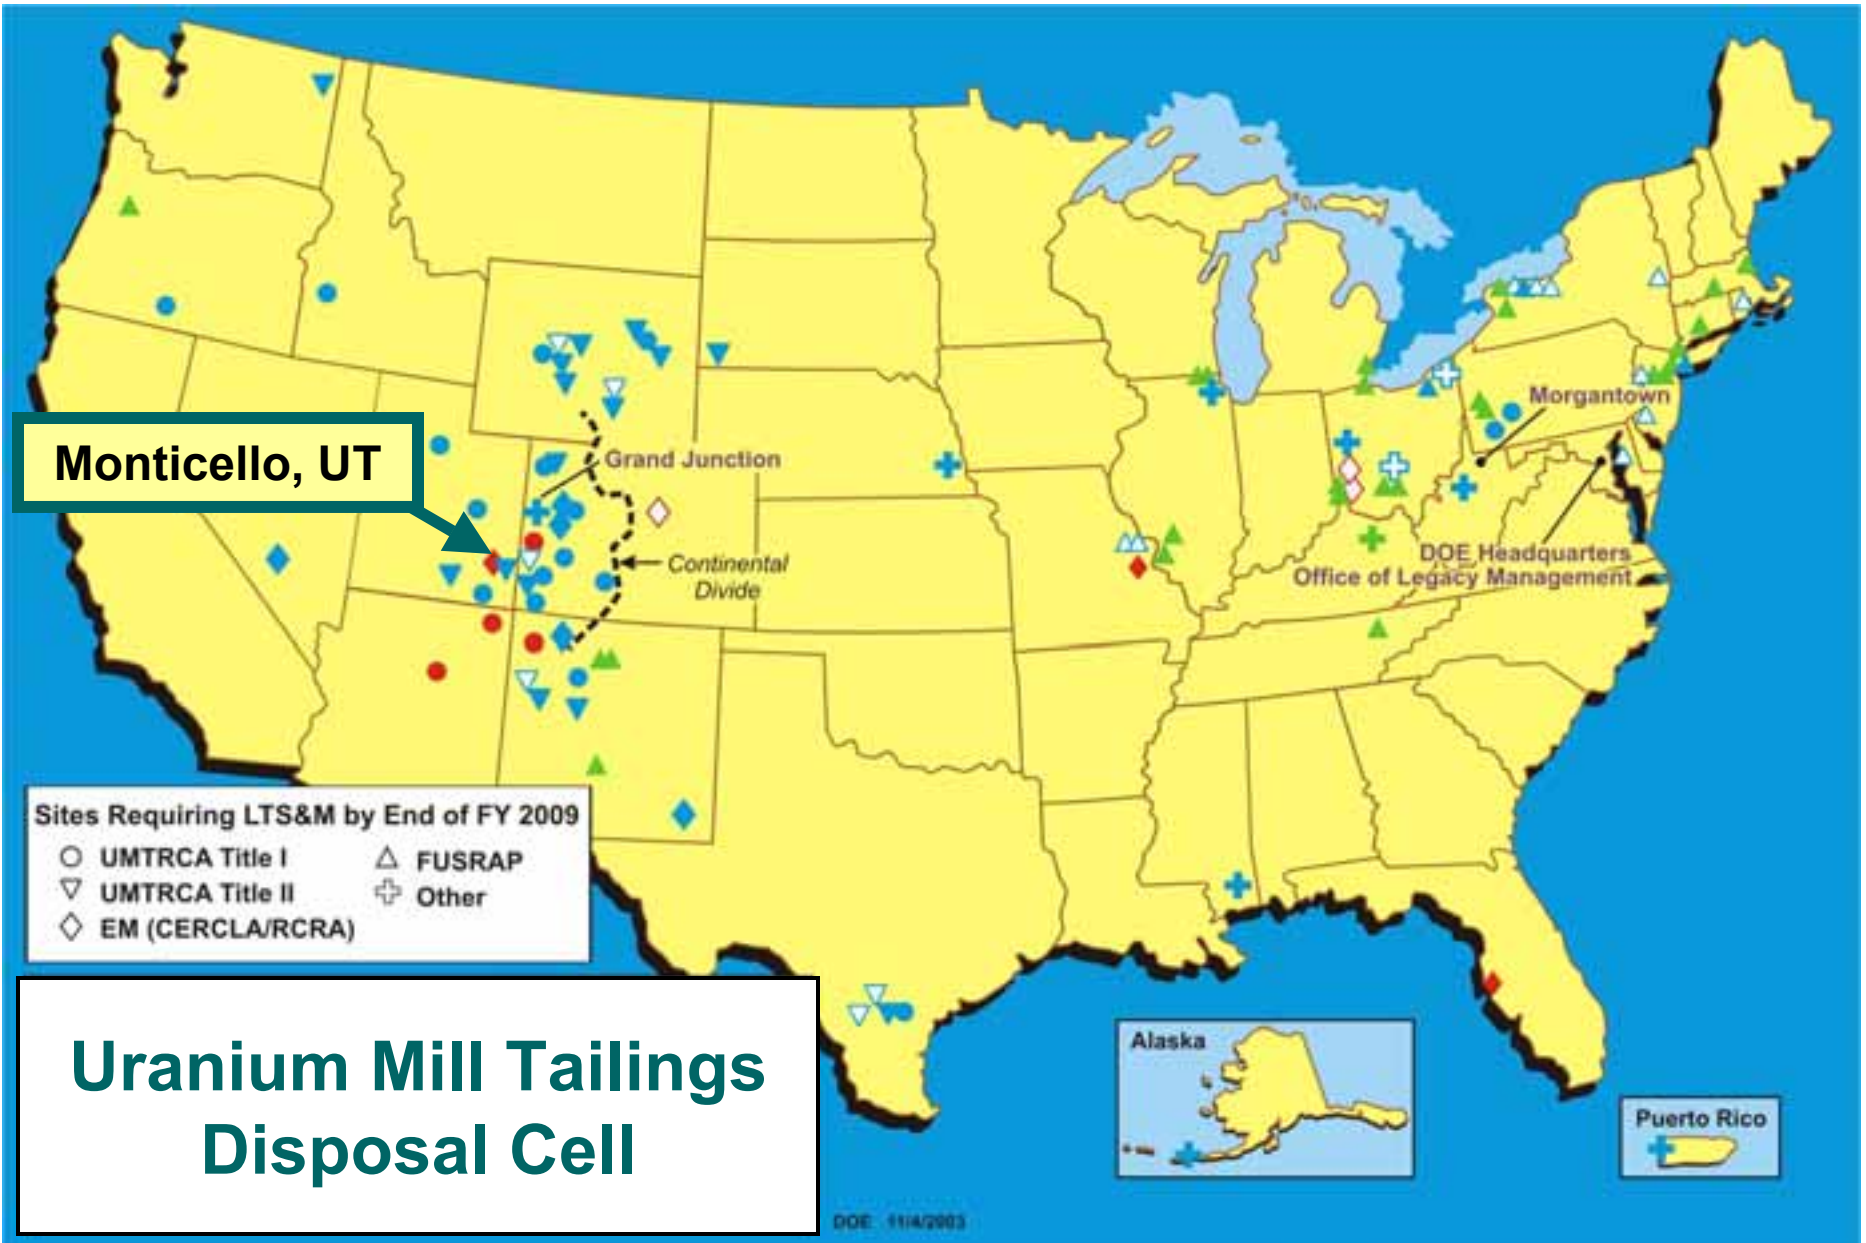 Monticello, UT
Grand Junction
Continental
Divide
Morgantown
DOE Headquarters
Office of Legacy Management
Sites Requiring LTS&M by End of FY 2009
UMTRCA Title I
FUSRAP
UMTRCA Title II
Other
EM (CERCLA/RCRA)
Uranium Mill Tailings
Disposal Cell
Alaska
Puerto Rico
DOE 11/4/2003